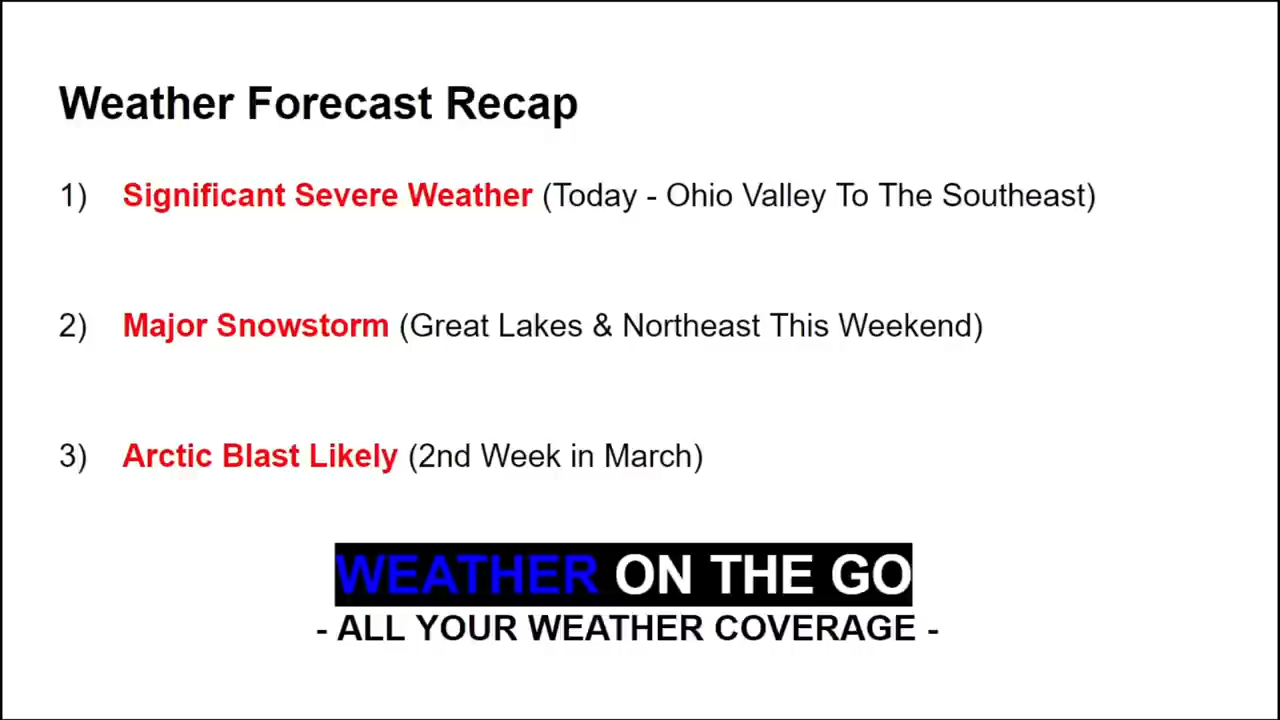 Weather Forecast Recap
1) Significant Severe Weather (Today - Ohio Valley To The Southeast)
2) Major Snowstorm (Great Lakes & Northeast This Weekend)
3) Arctic Blast Likely (2nd Week in March)
WEATHER ON THE GO
- ALL YOUR WEATHER COVERAGE -